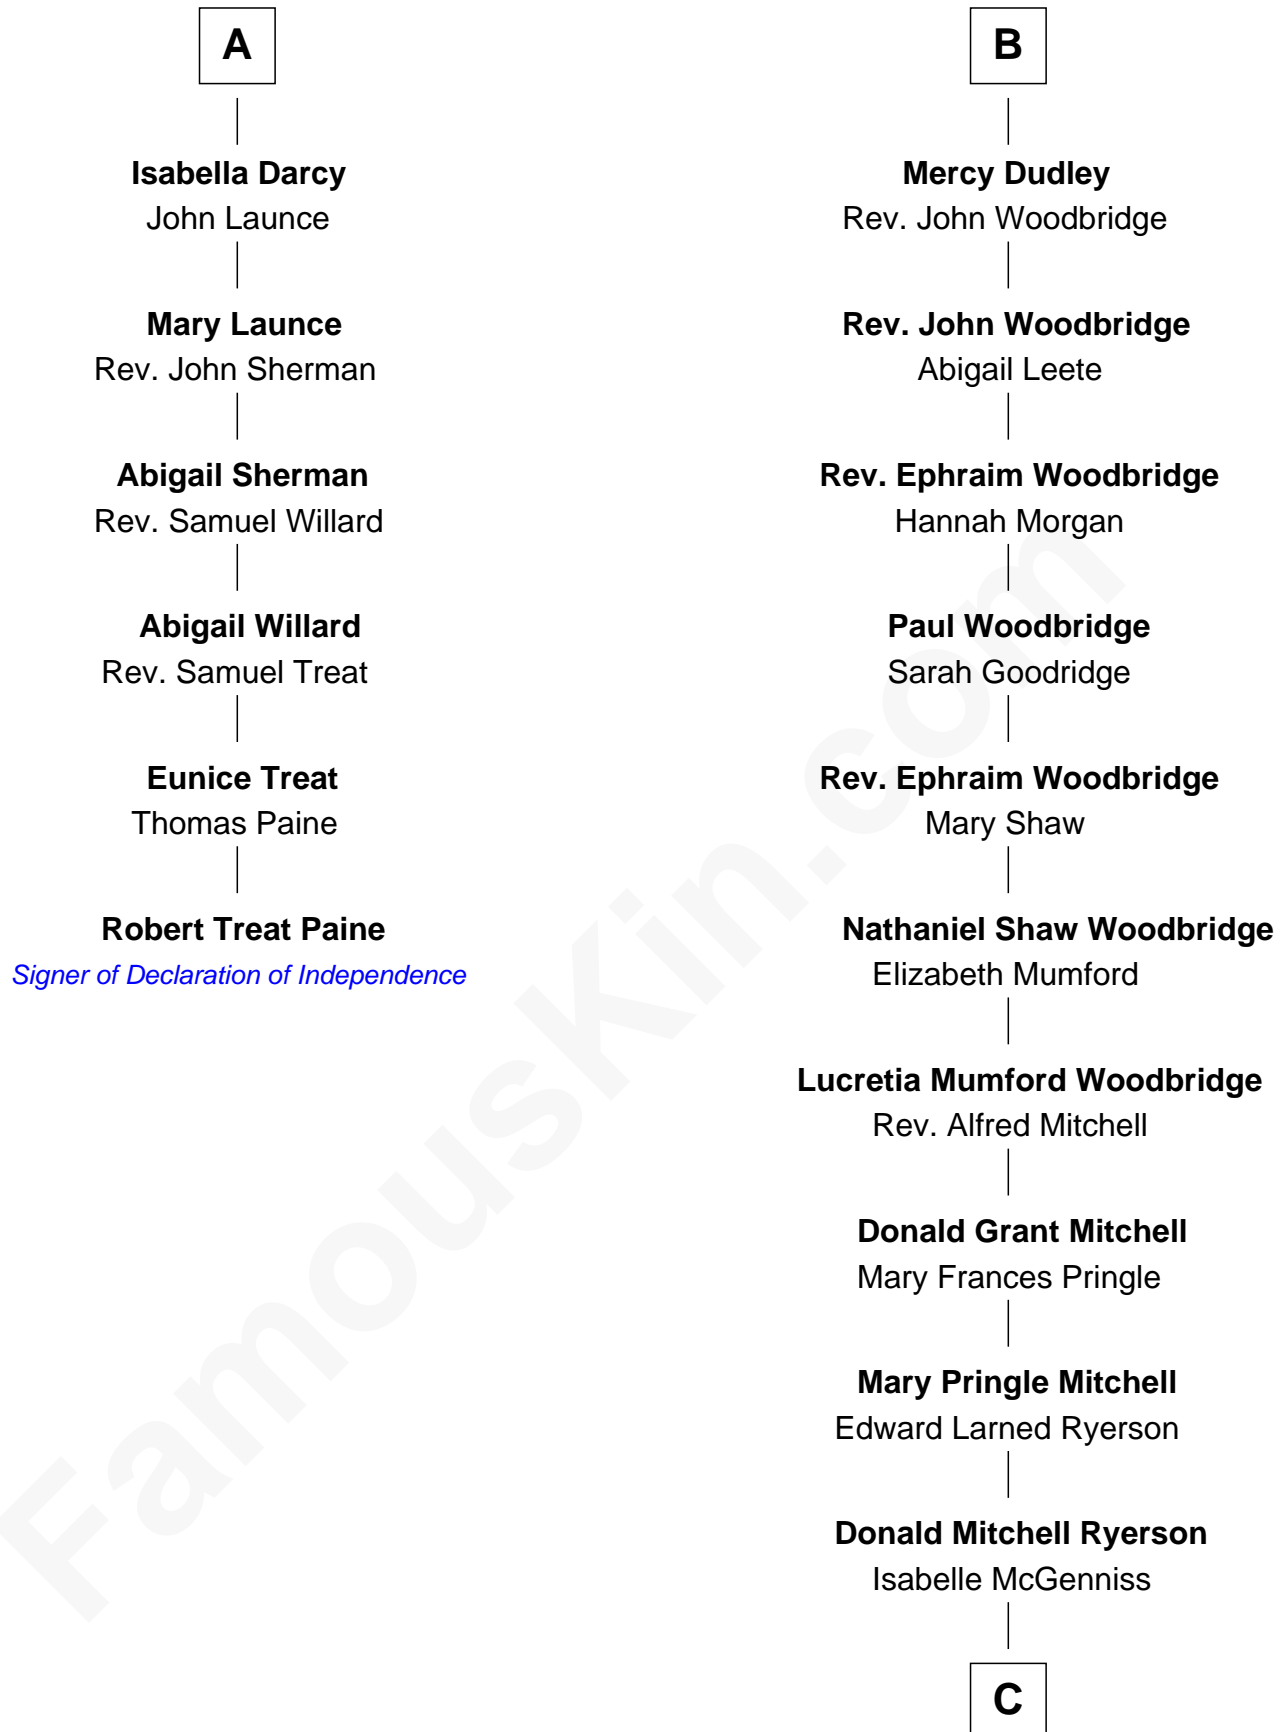 A
Isabella Darcy
John Launce
Mary Launce
Rev. John Sherman
Abigail Sherman
Rev. Samuel Willard
Abigail Willard
Rev. Samuel Treat
Eunice Treat
Thomas Paine
Robert Treat Paine
Signer of Declaration of Independence
B
Mercy Dudley
Rev. John Woodbridge
Rev. John Woodbridge
Abigail Leete
Rev. Ephraim Woodbridge
Hannah Morgan
Paul Woodbridge
Sarah Goodridge
Rev. Ephraim Woodbridge
Mary Shaw
Nathaniel Shaw Woodbridge
Elizabeth Mumford
Lucretia Mumford Woodbridge
Rev. Alfred Mitchell
Donald Grant Mitchell
Mary Frances Pringle
Mary Pringle Mitchell
Edward Larned Ryerson
Donald Mitchell Ryerson
Isabelle McGenniss
C
FamousKin.com